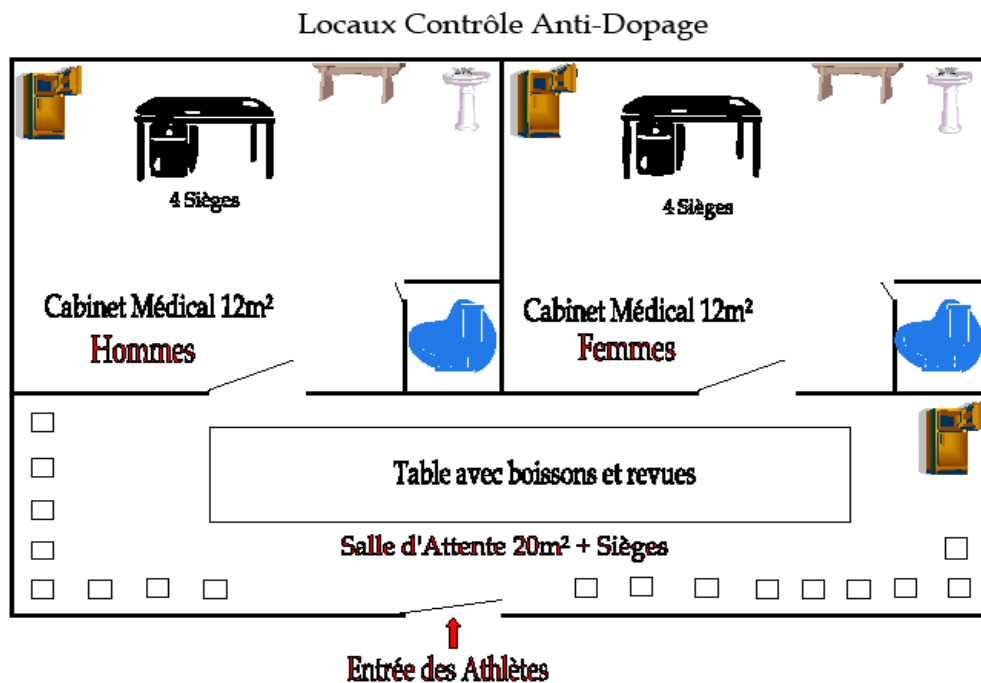 Locaux Contrôle Anti-Dopage
4 Sièges
4 Sièges
Cabinet Médical 12m²
Hommes
Cabinet Médical 12m²
Femmes
Table avec boissons et revues
Salle d'Attente 20m² + Sièges
Entrée des Athlètes